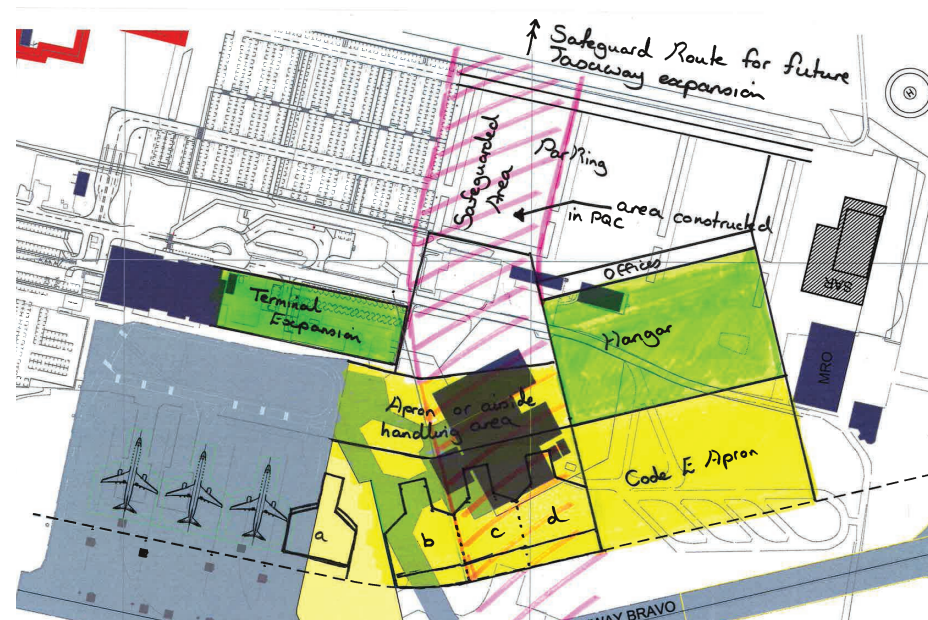 Safeguard Route for future
Taxiway expansion
Safeguarded
Area
Parking
area constructed
in PQC
H
SAR
Offices
Terminal
Expansion
Hangar
MRO
Apron or airside
handling area
Code E Apron
a
b
c
d
WAY BRAVO